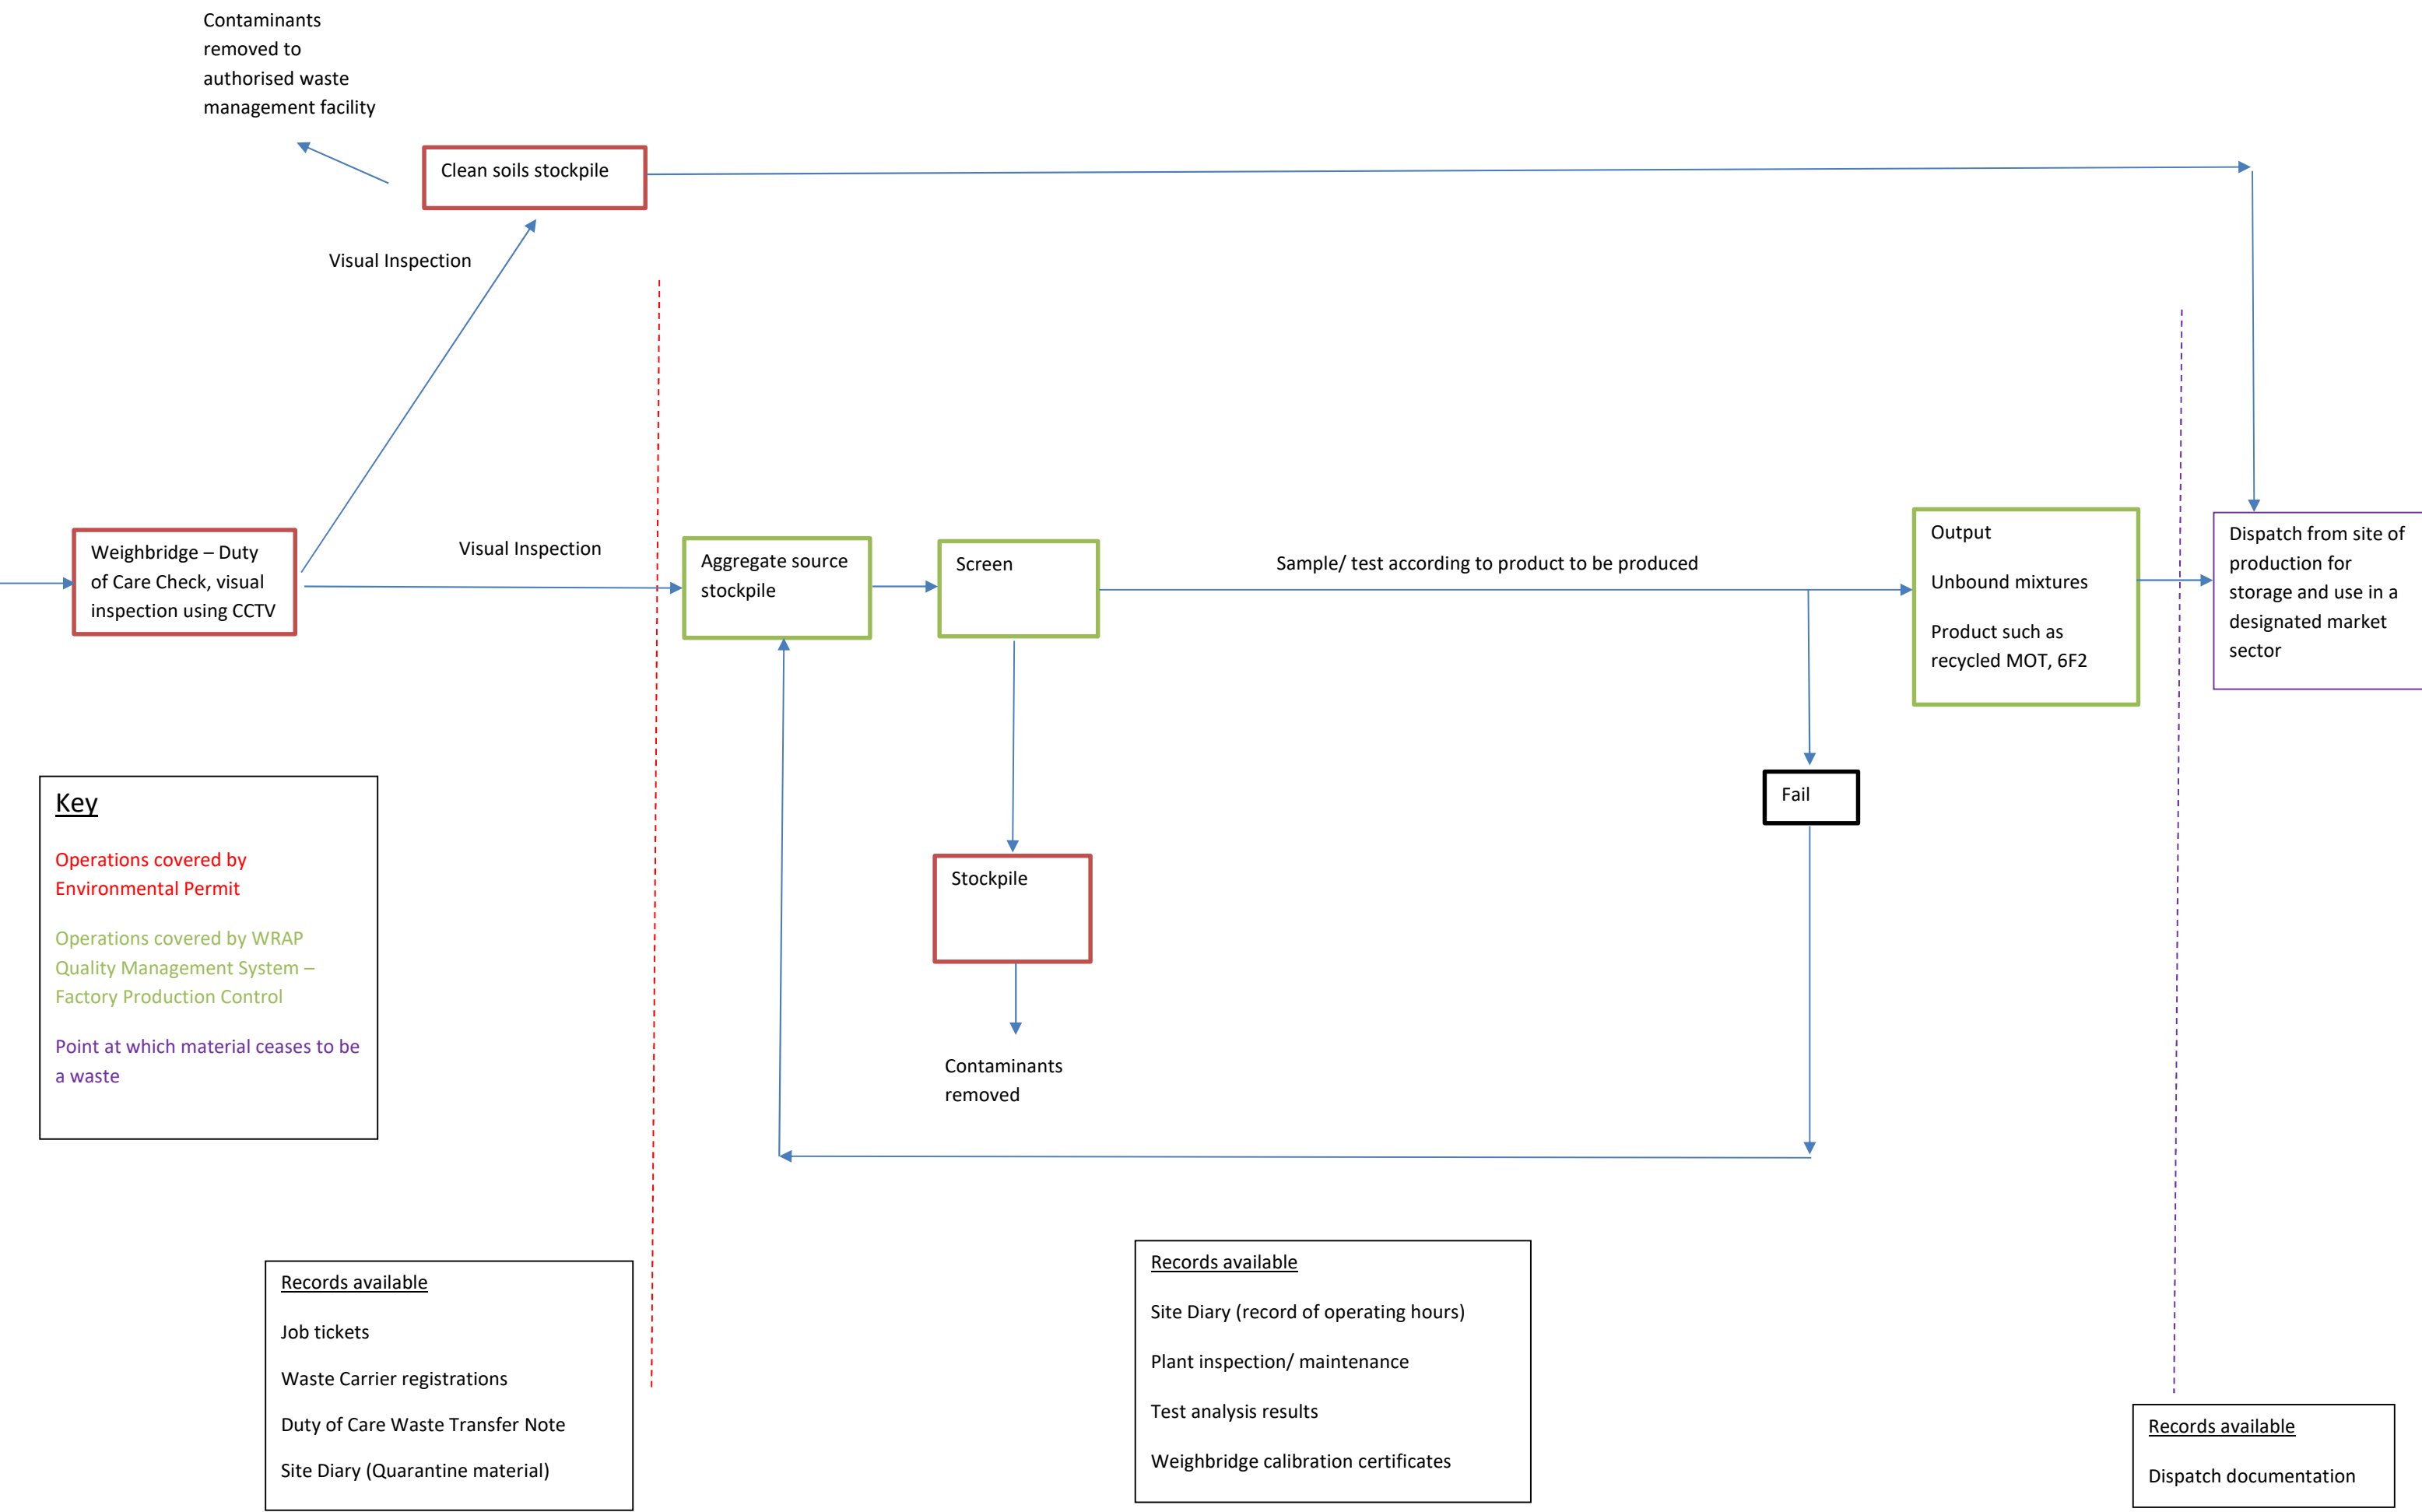 Contaminants
removed to
authorised waste
management facility
Clean soils stockpile
Visual Inspection
Weighbridge – Duty
of Care Check, visual
inspection using CCTV
Visual Inspection
Aggregate source
stockpile
Screen
Sample/ test according to product to be produced
Output
Unbound mixtures
Product such as
recycled MOT, 6F2
Dispatch from site of
production for
storage and use in a
designated market
sector
Fail
Stockpile
Contaminants
removed
Key
Operations covered by
Environmental Permit
Operations covered by WRAP
Quality Management System –
Factory Production Control
Point at which material ceases to be
a waste
Records available
Job tickets
Waste Carrier registrations
Duty of Care Waste Transfer Note
Site Diary (Quarantine material)
Records available
Site Diary (record of operating hours)
Plant inspection/ maintenance
Test analysis results
Weighbridge calibration certificates
Records available
Dispatch documentation